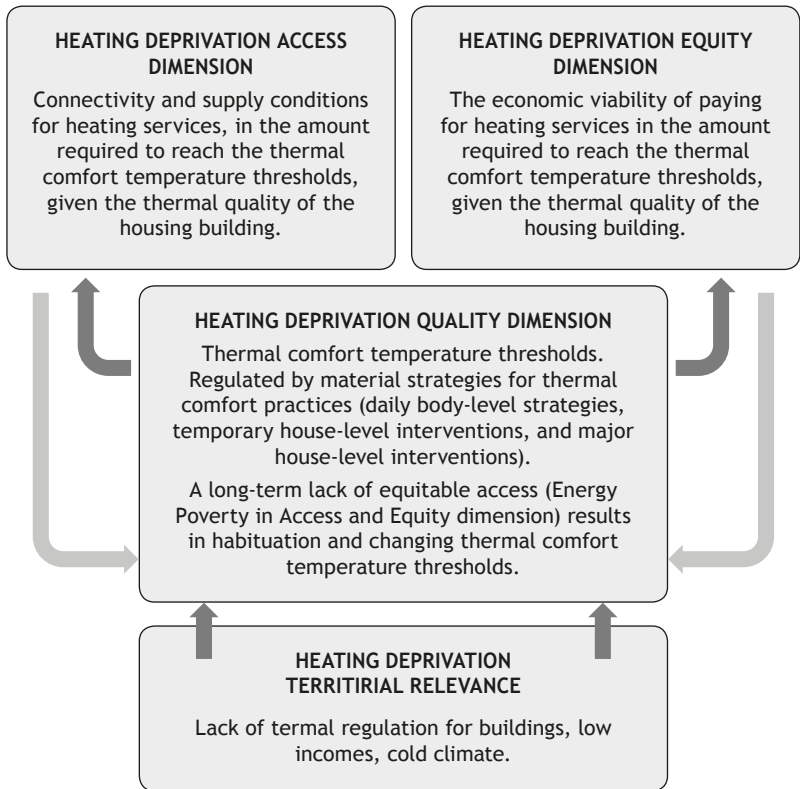 HEATING DEPRIVATION ACCESS
DIMENSION
Connectivity and supply conditions
for heating services, in the amount
required to reach the thermal
comfort temperature thresholds,
given the thermal quality of the
housing building.
HEATING DEPRIVATION EQUITY
DIMENSION
The economic viability of paying
for heating services in the amount
required to reach the thermal
comfort temperature thresholds,
given the thermal quality of the
housing building.
HEATING DEPRIVATION QUALITY DIMENSION
Thermal comfort temperature thresholds.
Regulated by material strategies for thermal
comfort practices (daily body-level strategies,
temporary house-level interventions, and major
house-level interventions).
A long-term lack of equitable access (Energy
Poverty in Access and Equity dimension) results
in habituation and changing thermal comfort
temperature thresholds.
HEATING DEPRIVATION
TERRITIRIAL RELEVANCE
Lack of termal regulation for buildings, low
incomes, cold climate.